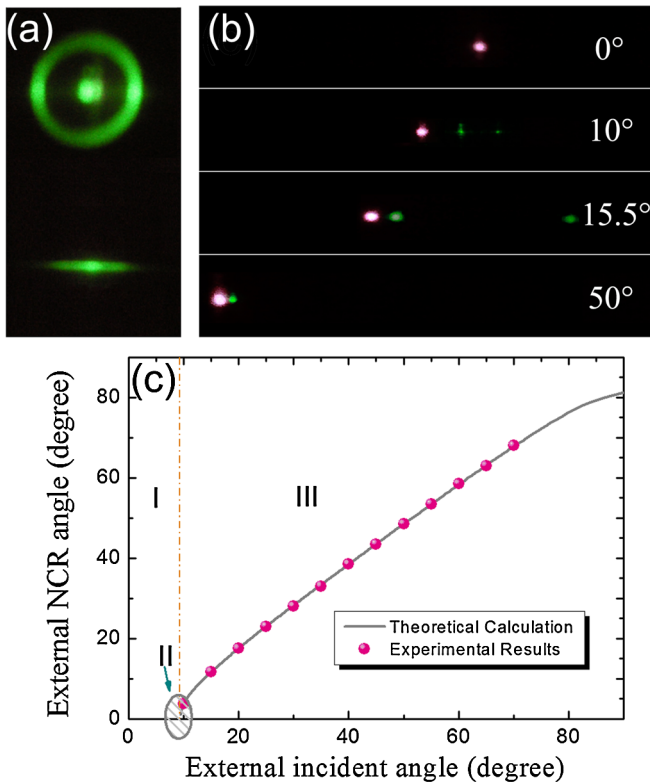 (a)
(b)
0°
10°
15.5°
50°
(c)
External NCR angle (degree)
80
60
40
20
0
I
III
II
Theoretical Calculation
Experimental Results
0
20
40
60
80
External incident angle (degree)